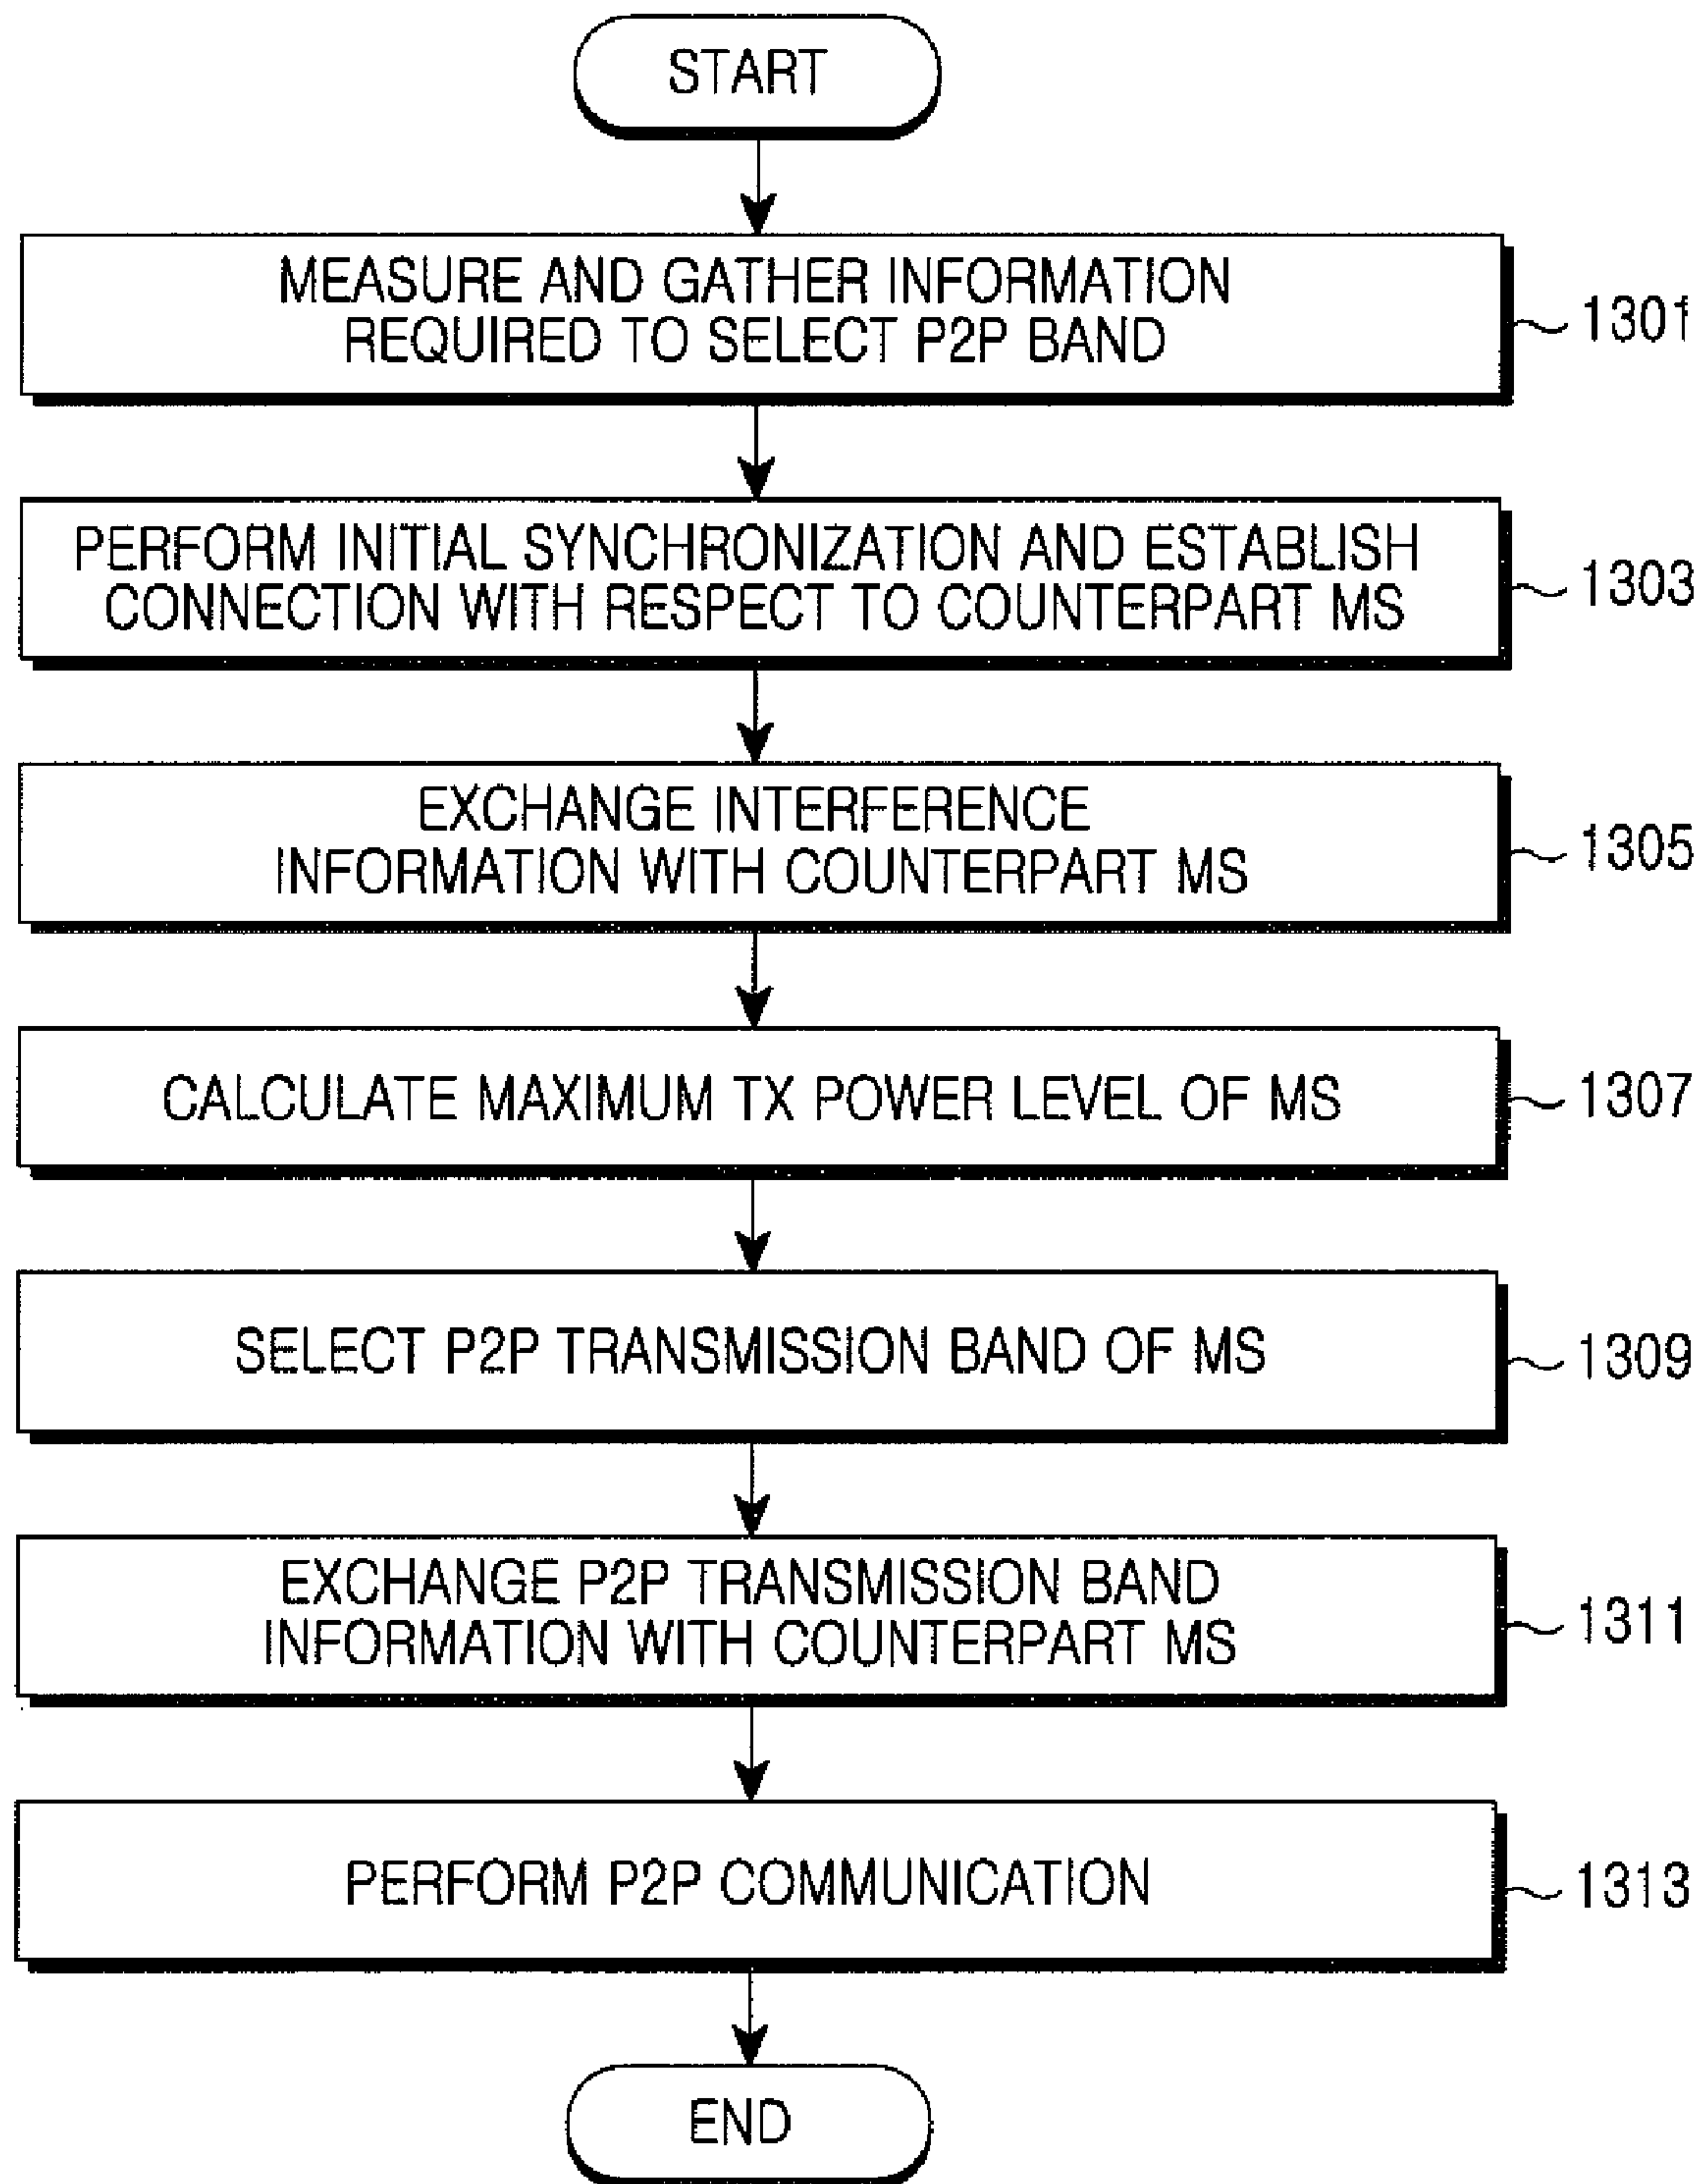 START
MEASURE AND GATHER INFORMATION
REQUIRED TO SELECT P2P BAND
1301
PERFORM INITIAL SYNCHRONIZATION AND ESTABLISH
CONNECTION WITH RESPECT TO COUNTERPART MS
1303
EXCHANGE INTERFERENCE
INFORMATION WITH COUNTERPART MS
1305
CALCULATE MAXIMUM TX POWER LEVEL OF MS
1307
SELECT P2P TRANSMISSION BAND OF MS
1309
EXCHANGE P2P TRANSMISSION BAND
INFORMATION WITH COUNTERPART MS
1311
PERFORM P2P COMMUNICATION
1313
END